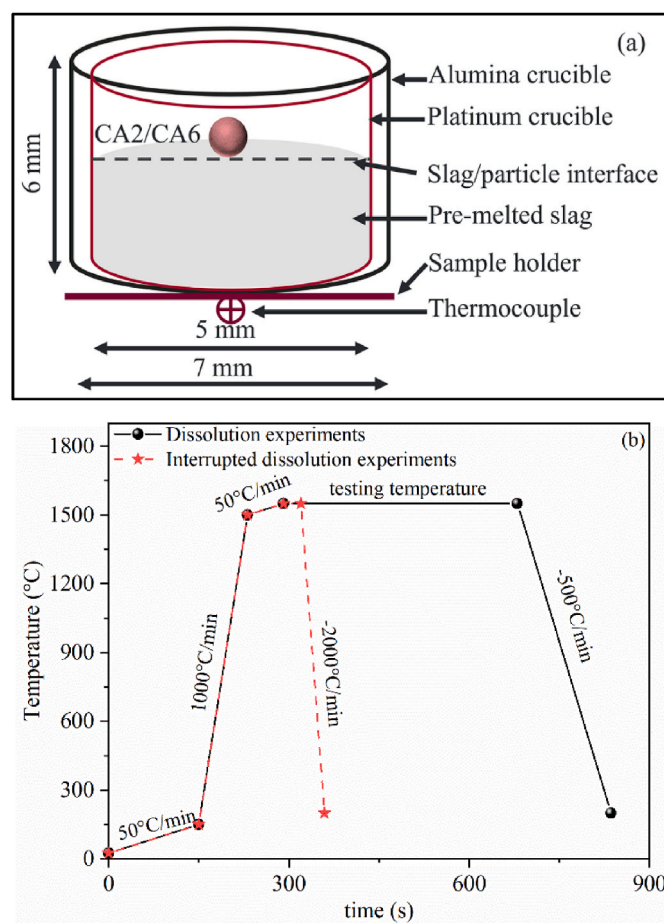 (a)
Alumina crucible
Platinum crucible
CA2/CA6
Slag/particle interface
Pre-melted slag
Sample holder
Thermocouple
6 mm
5 mm
7 mm
(b)
Dissolution experiments
Interrupted dissolution experiments
50°C/min
testing temperature
1000°C/min
-2000°C/min
-500°C/min
50°C/min
Temperature (°C)
1800
1500
1200
900
600
300
0
0
300
600
900
time (s)